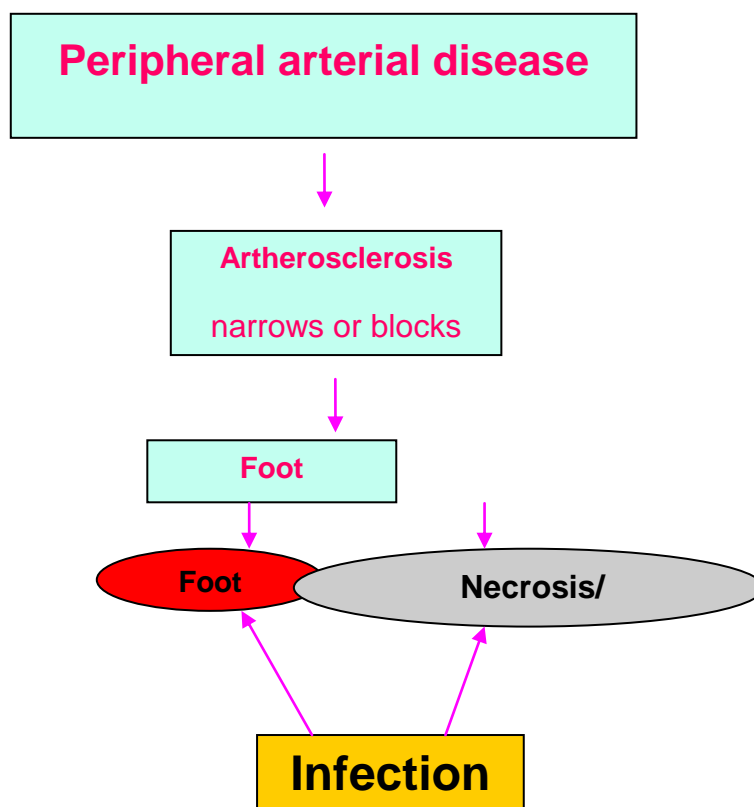 Peripheral arterial disease
Artherosclerosis
narrows or blocks
Foot
Foot
Necrosis/
Infection